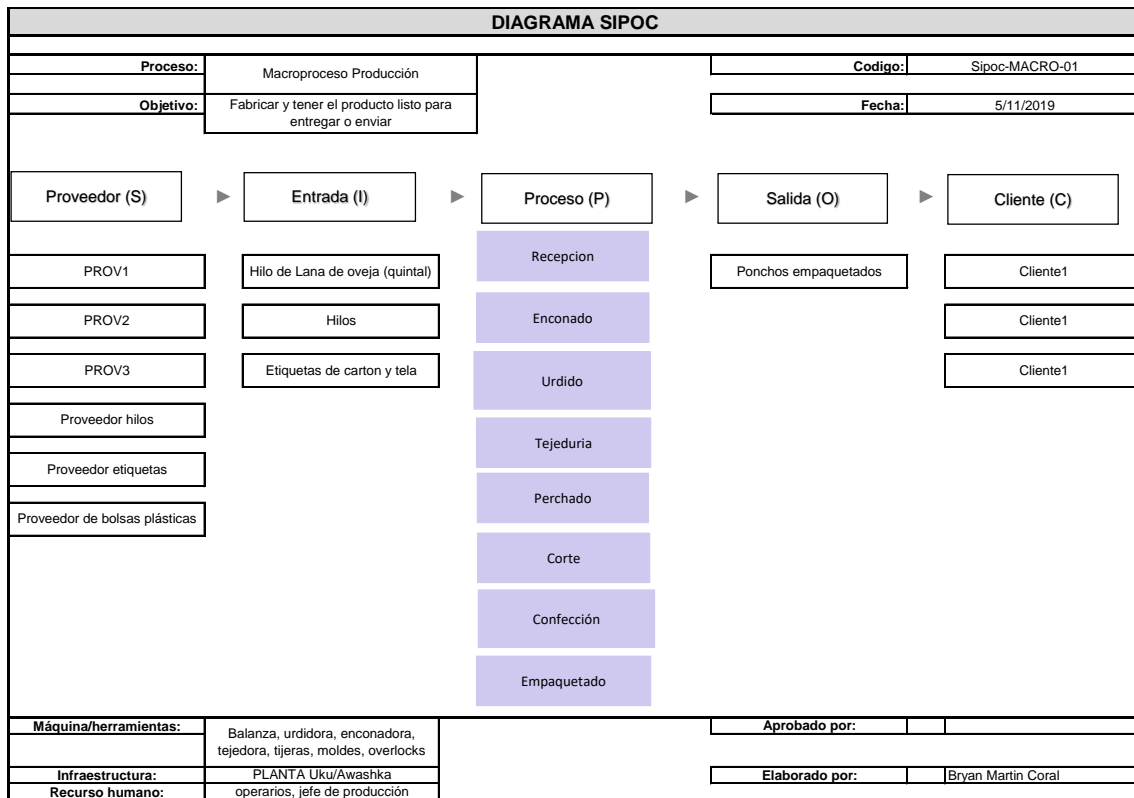 DIAGRAMA SIPOC
Proceso:
Macroproceso Producción
Codigo:
Sipoc-MACRO-01
Objetivo:
Fabricar y tener el producto listo para
entregar o enviar
Fecha:
5/11/2019
Proveedor (S)
Entrada (I)
Proceso (P)
Salida (O)
Cliente (C)
PROV1
PROV2
PROV3
Proveedor hilos
Proveedor etiquetas
Proveedor de bolsas plásticas
Hilo de Lana de oveja (quintal)
Hilos
Etiquetas de carton y tela
Recepcion
Enconado
Urdido
Tejeduria
Perchado
Corte
Confección
Empaquetado
Ponchos empaquetados
Cliente1
Cliente1
Cliente1
Máquina/herramientas:
Balanza, urdidora, enconadora,
tejedora, tijeras, moldes, overlocks
Aprobado por:
Infraestructura:
PLANTA Uku/Awashka
Elaborado por:
Bryan Martin Coral
Recurso humano:
operarios, jefe de producción